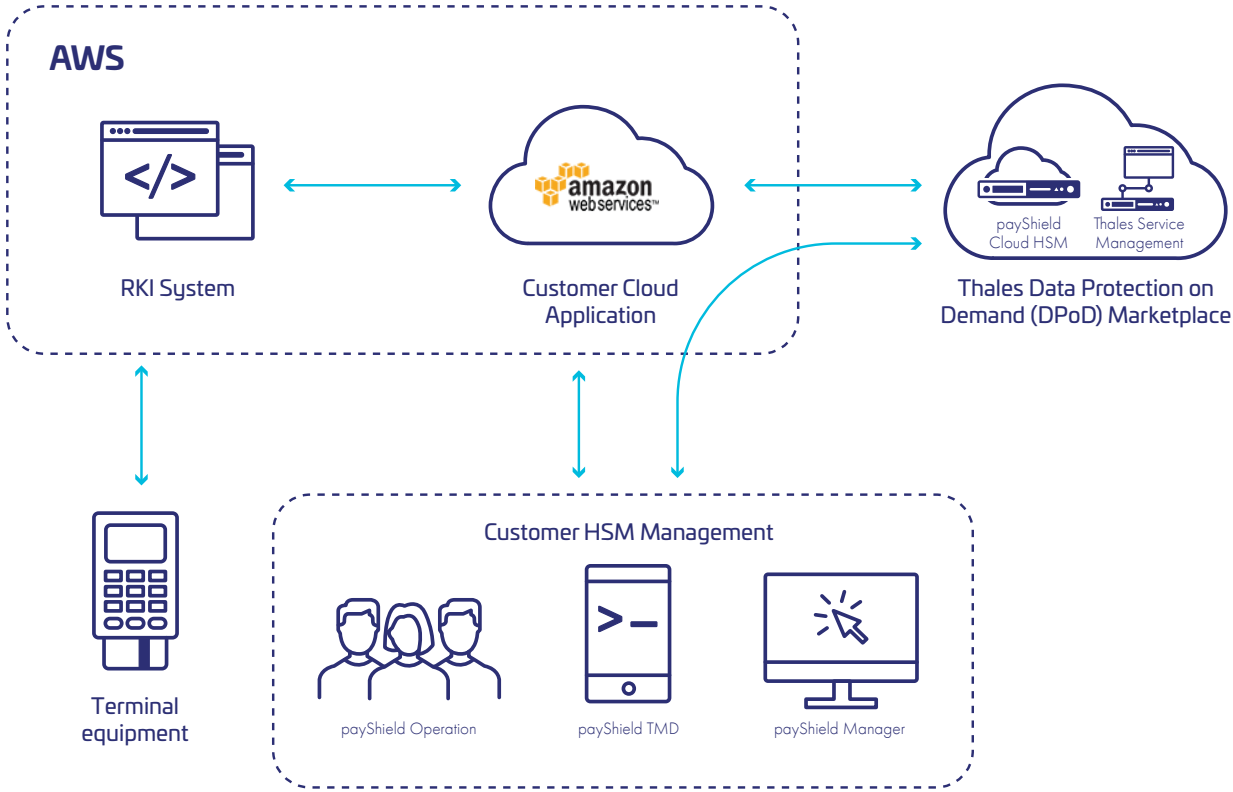 AWS
</>
amazon
webservices™
RKI System
Customer Cloud
Application
payShield
Cloud HSM
Thales Service
Management
Thales Data Protection on
Demand (DPoD) Marketplace
Customer HSM Management
>_
Terminal
equipment
payShield Operation
payShield TMD
payShield Manager